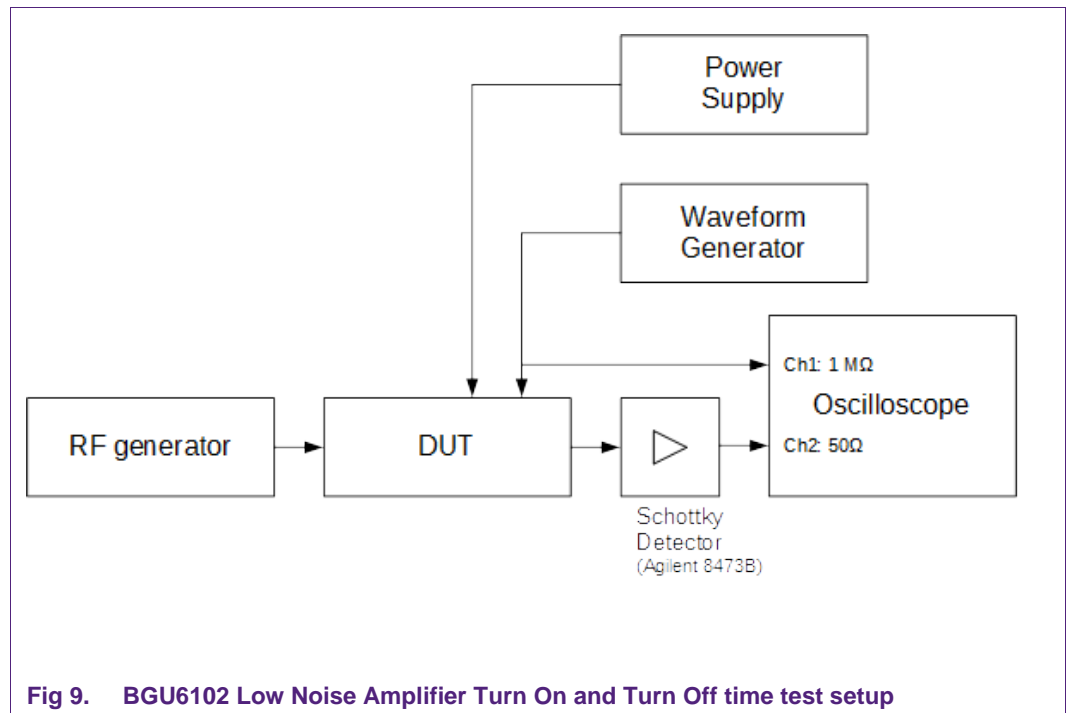 Power
Supply
Waveform
Generator
Ch1: 1 MΩ
Oscilloscope
Ch2: 50Ω
RF generator
DUT
Schottky
Detector
(Agilent 8473B)
Fig 9. BGU6102 Low Noise Amplifier Turn On and Turn Off time test setup